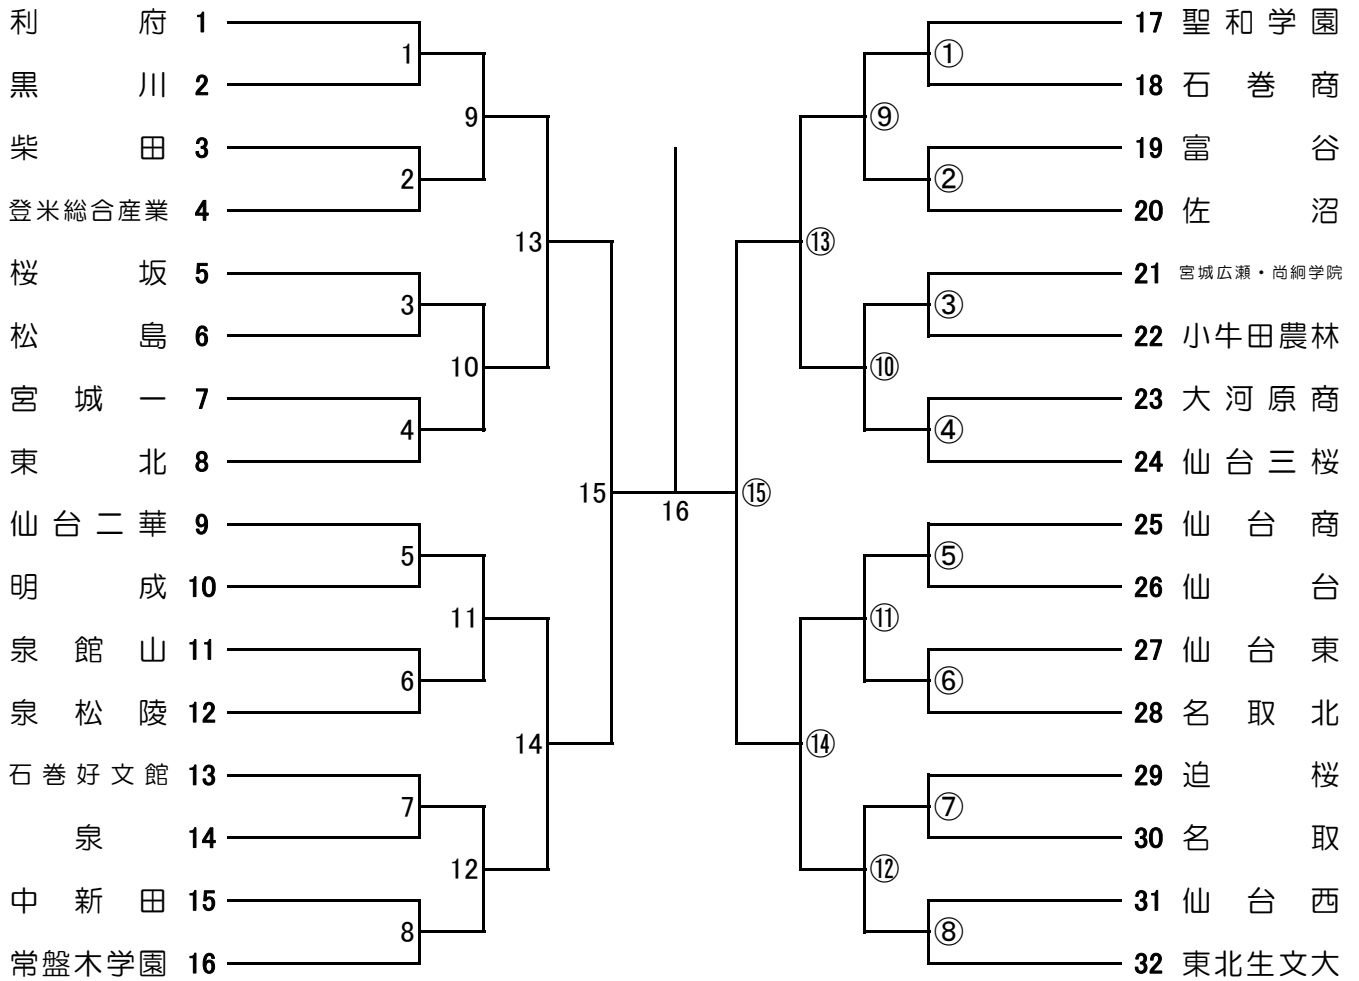 利府 1
1
黒川 2
9
柴田 3
2
登米総合産業 4
13
桜坂 5
3
松島 6
10
宮城一 7
4
東北 8
15
仙台二華 9
5
明成 10
11
泉館山 11
6
泉松陵 12
14
石巻好文館 13
7
泉 14
12
中新田 15
8
常盤木学園 16
16
17 聖和学園
①
18 石巻商
⑨
19 富谷
②
20 佐沼
⑬
21 宮城広瀬・尚絅学院
③
22 小牛田農林
⑩
23 大河原商
④
24 仙台三桜
⑮
25 仙台商
⑤
26 仙台
⑪
27 仙台東
⑥
28 名取北
⑭
29 迫桜
⑦
30 名取
⑫
31 仙台西
⑧
32 東北生文大